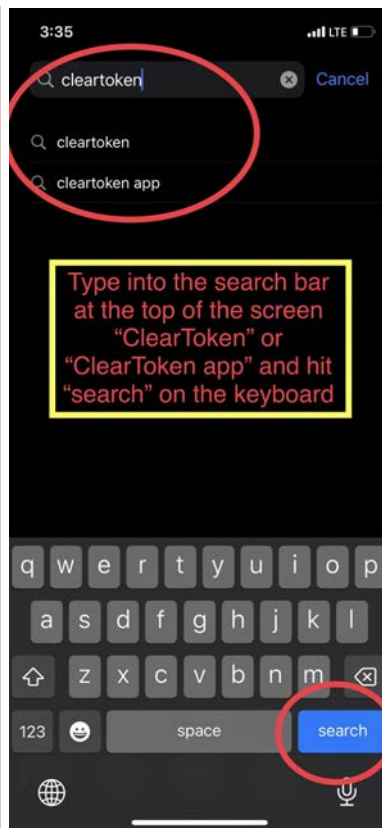 3:35 LTE
cleartoken Cancel
cleartoken
cleartoken app
Type into the search bar
at the top of the screen
“ClearToken” or
“ClearToken app” and hit
“search” on the keyboard
q w e r t y u i o p
a s d f g h j k l
z x c v b n m
123 space search